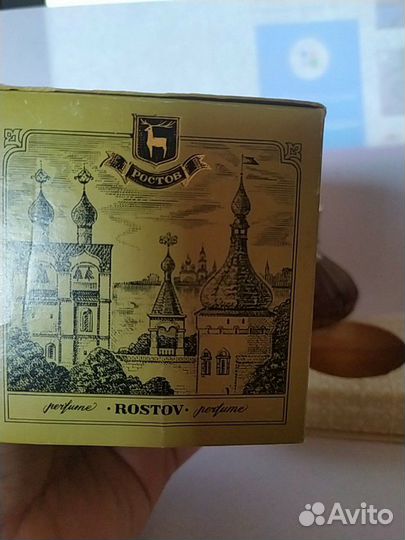 РОСТОВ
perfume · ROSTOV · perfume
Avito